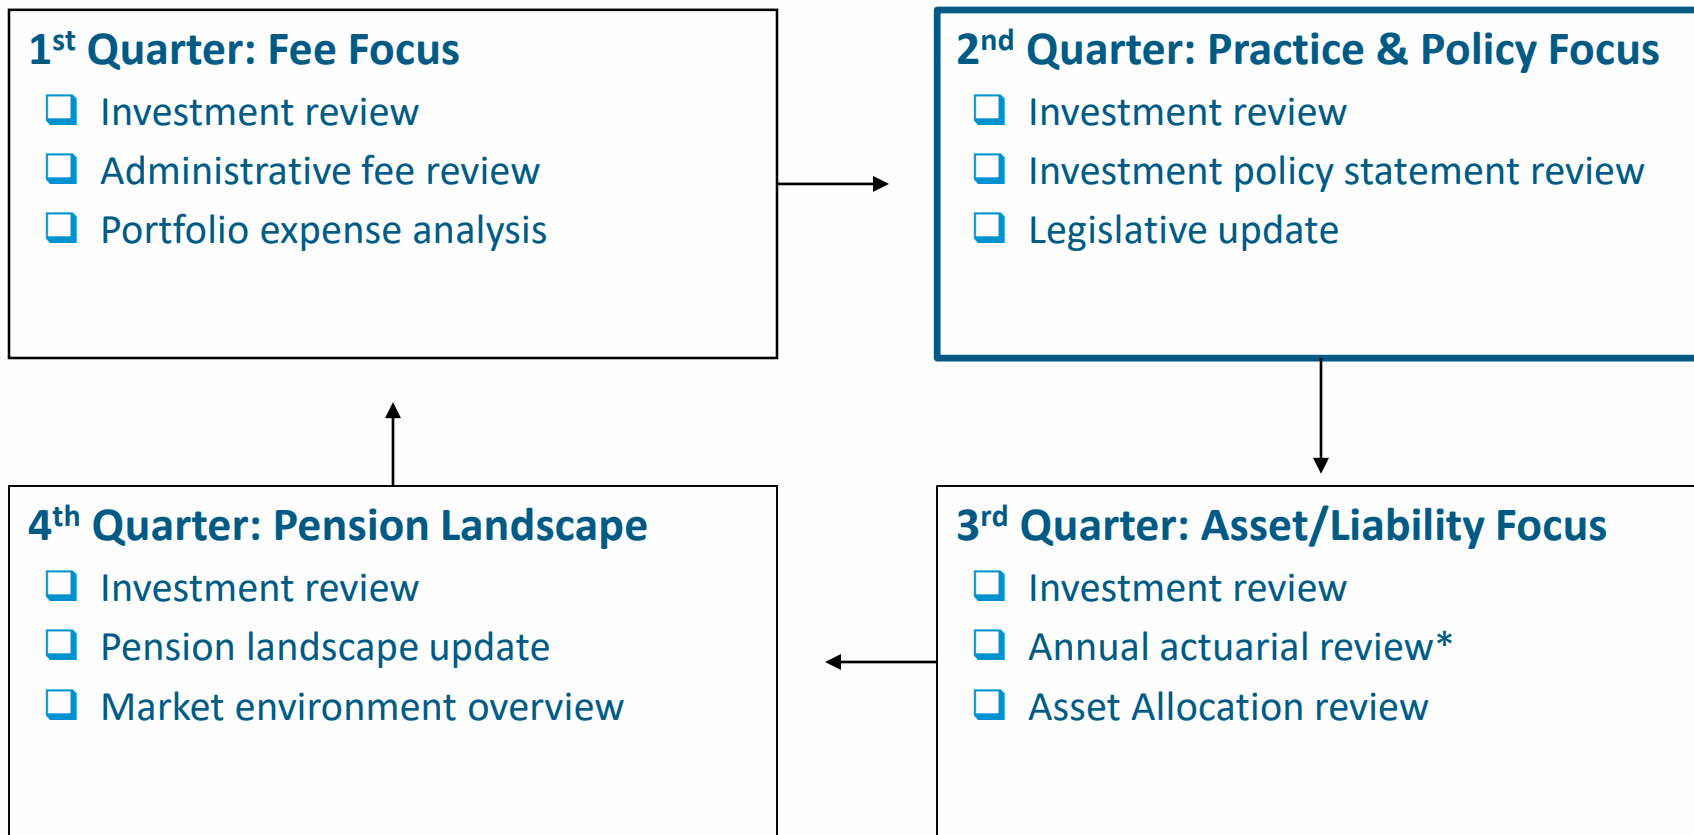 1st Quarter: Fee Focus
Investment review
Administrative fee review
Portfolio expense analysis
2nd Quarter: Practice & Policy Focus
Investment review
Investment policy statement review
Legislative update
4th Quarter: Pension Landscape
Investment review
Pension landscape update
Market environment overview
3rd Quarter: Asset/Liability Focus
Investment review
Annual actuarial review*
Asset Allocation review